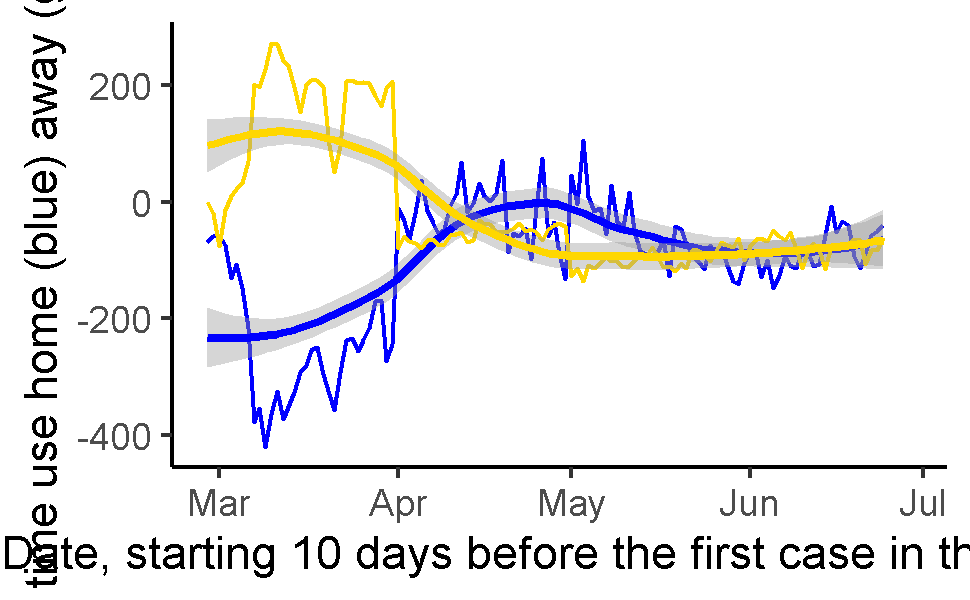 time use home (blue) away (
200
0
-200
-400
Mar Apr May Jun Jul
Date, starting 10 days before the first case in th